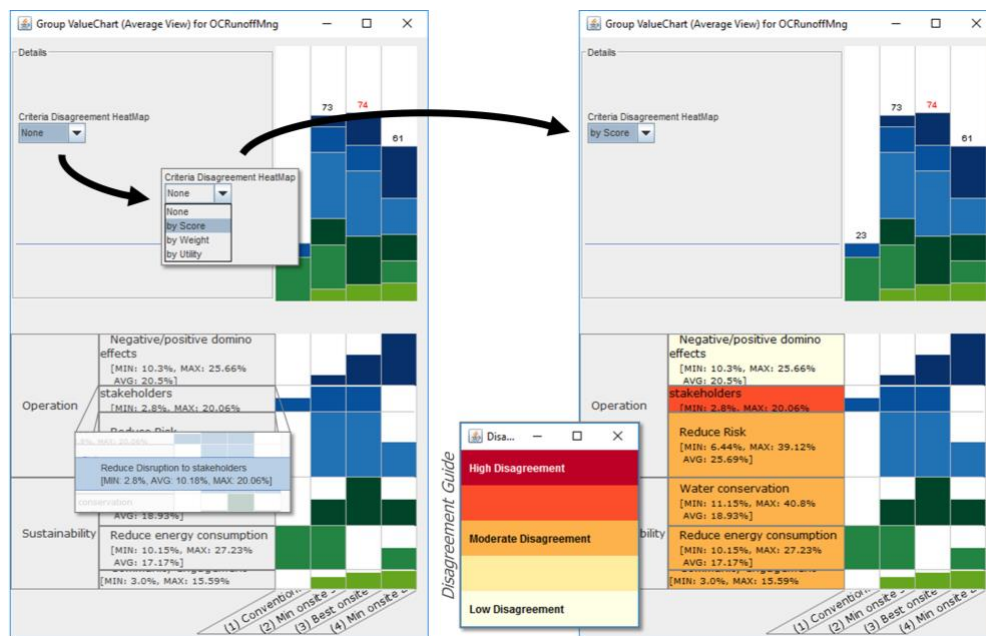 Group ValueChart (Average View) for OCRunoffMng
Details
Criteria Disagreement HeatMap
None
73
74
61
Criteria Disagreement HeatMap
None
None
by Score
by Weight
by Utility
Operation
Negative/positive domino
effects
[MIN: 10.3%, MAX: 25.66%
AVG: 20.5%]
stakeholders
[MIN: 2.8%, MAX: 20.06%
Reduce Disruption to stakeholders
[MIN: 2.8%, AVG: 10.18%, MAX: 20.06%]
conservation
AVG: 18.93%]
Sustainability
Reduce energy consumption
[MIN: 10.15%, MAX: 27.23%
AVG: 17.17%]
[MIN: 3.0%, MAX: 15.59%
(1) Convention
(2) Min onsite
(3) Best onsite
(4) Min onsite
Disagreement Guide
Disa...
High Disagreement
Moderate Disagreement
Low Disagreement
Group ValueChart (Average View) for OCRunoffMng
Details
Criteria Disagreement HeatMap
by Score
23
73
74
61
Operation
Negative/positive domino
effects
[MIN: 10.3%, MAX: 25.66%
AVG: 20.5%]
stakeholders
[MIN: 2.8%, MAX: 20.06%
Reduce Risk
[MIN: 6.44%, MAX: 39.12%
AVG: 25.69%]
bility
Water conservation
[MIN: 11.15%, MAX: 40.8%
AVG: 18.93%]
Reduce energy consumption
[MIN: 10.15%, MAX: 27.23%
AVG: 17.17%]
[MIN: 3.0%, MAX: 15.59%
(1) Convention
(2) Min onsite
(3) Best onsite
(4) Min onsite